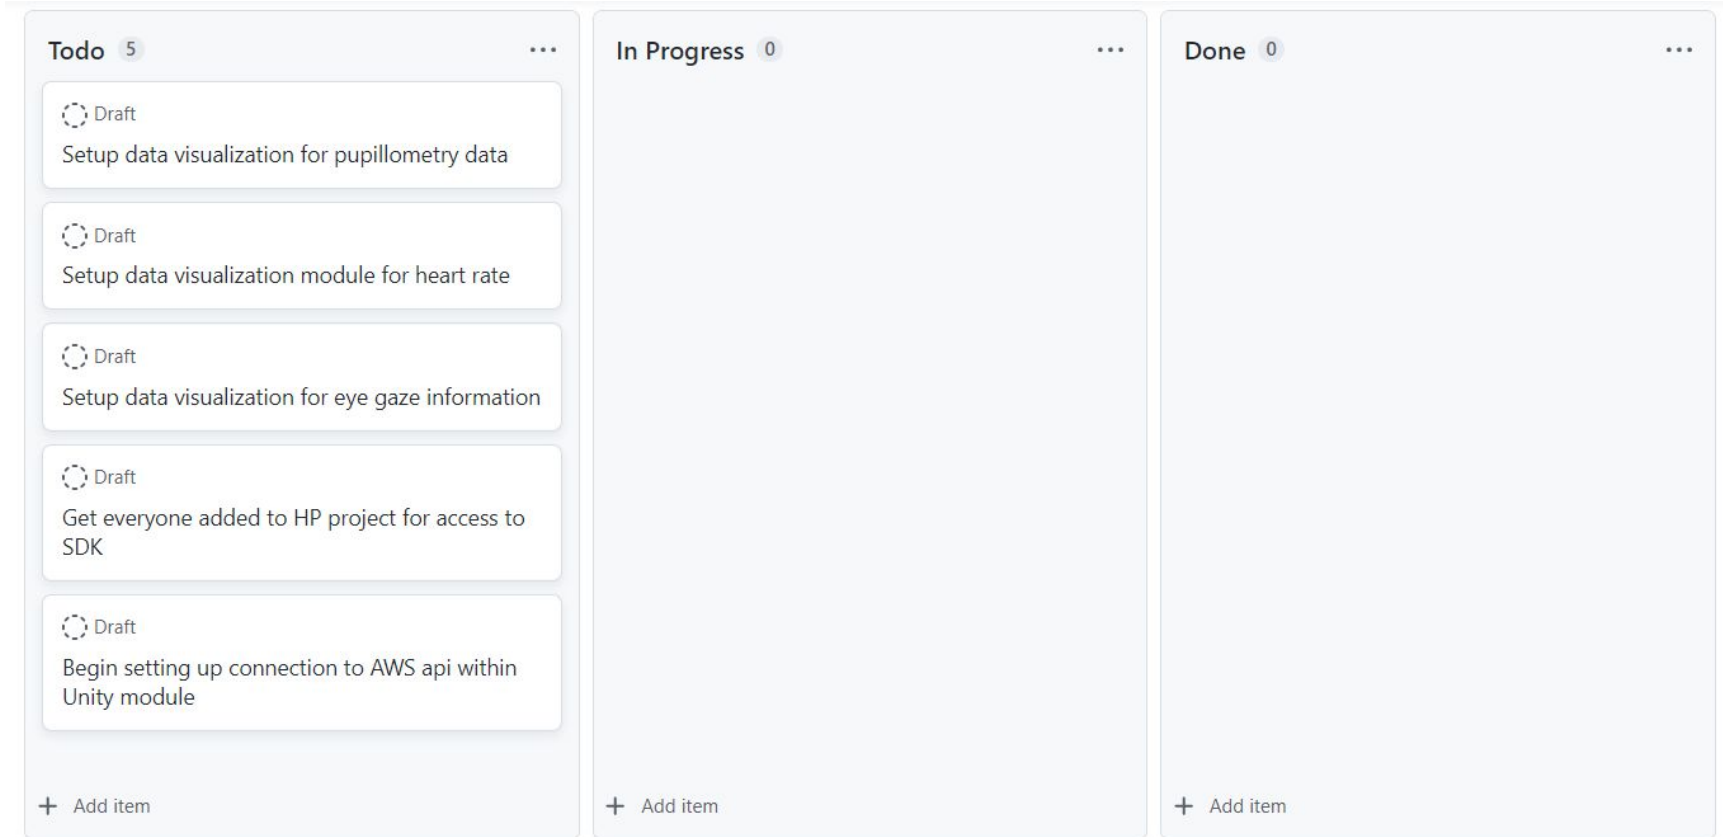 Todo 5
Draft
Setup data visualization for pupillometry data
Draft
Setup data visualization module for heart rate
Draft
Setup data visualization for eye gaze information
Draft
Get everyone added to HP project for access to
SDK
Draft
Begin setting up connection to AWS api within
Unity module
+ Add item
In Progress 0
+ Add item
Done 0
+ Add item